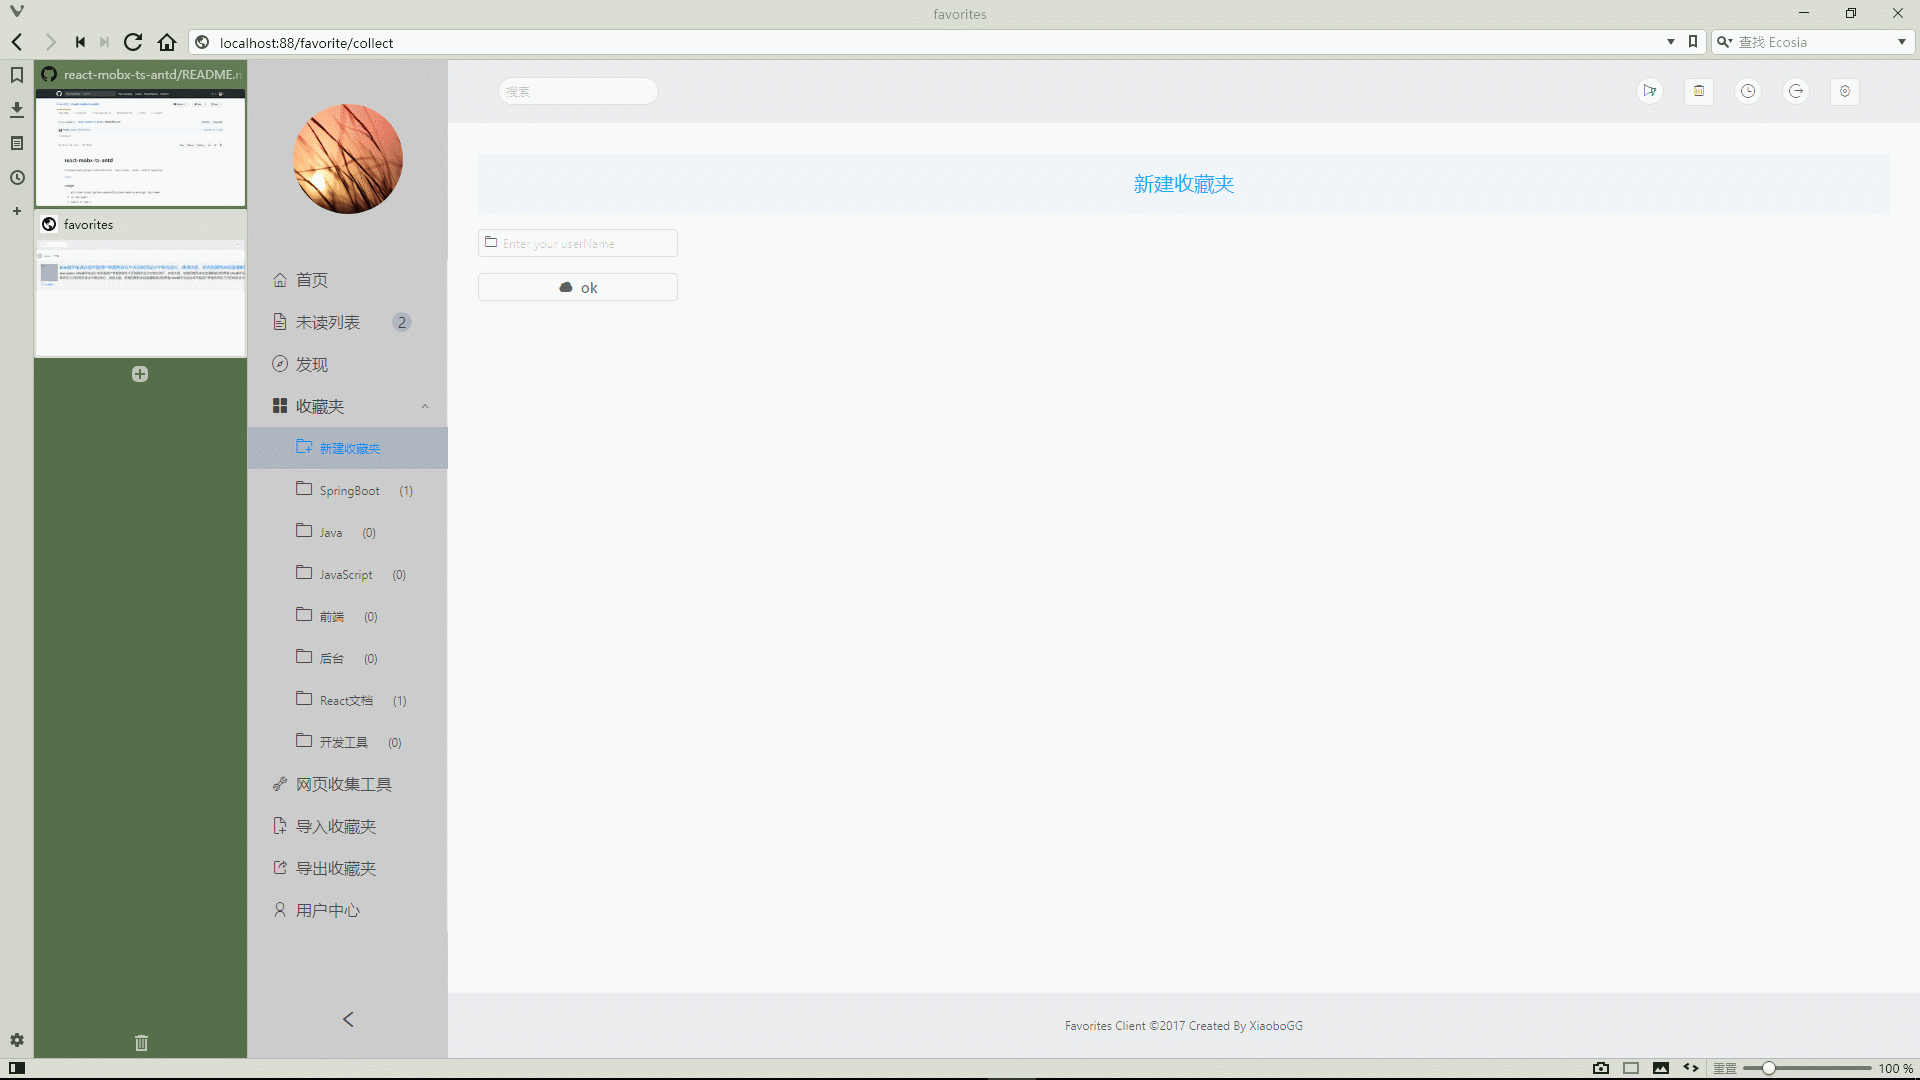 favorites
localhost:88/favorite/collect
查找 Ecosia
react-mobx-ts-antd/README.m
react-mobx-ts-antd
favorites
搜索
首页
未读列表 2
发现
收藏夹
新建收藏夹
SpringBoot (1)
Java (0)
JavaScript (0)
前端 (0)
后台 (0)
React文档 (1)
开发工具 (0)
网页收集工具
导入收藏夹
导出收藏夹
用户中心
新建收藏夹
Enter your userName
ok
Favorites Client ©2017 Created By XiaoboGG
重置 100 %